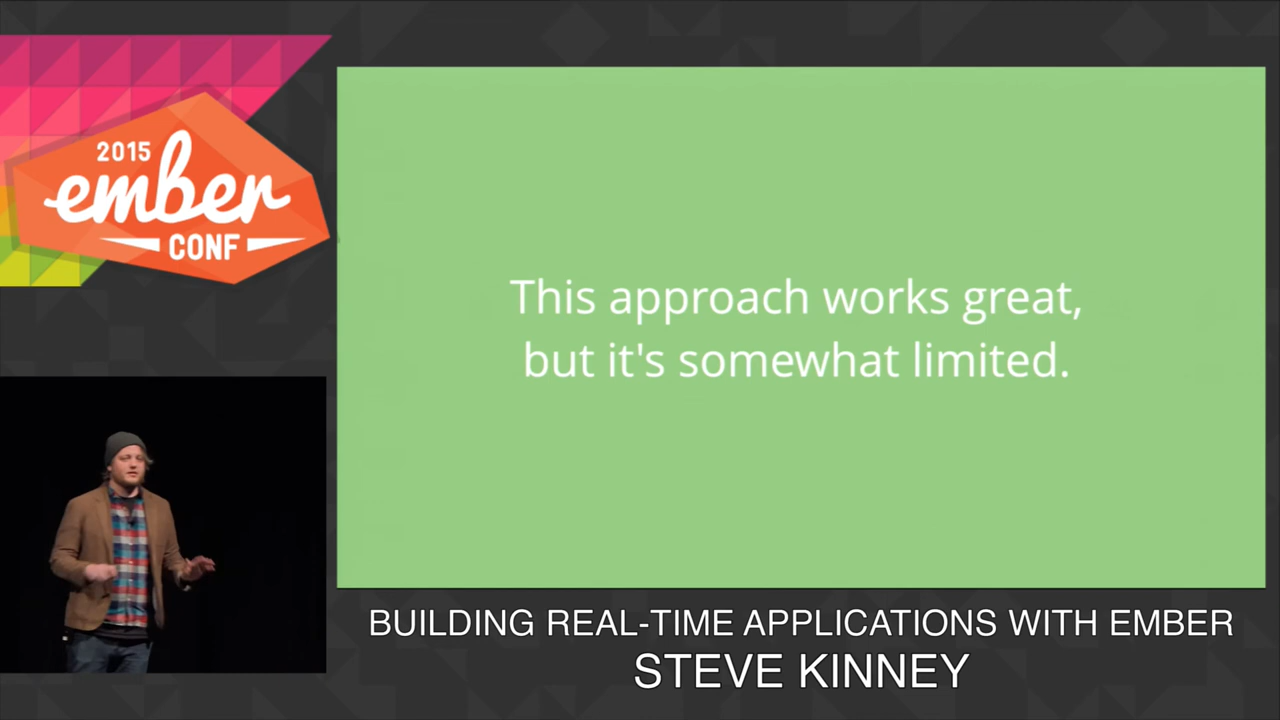 2015
ember
CONF
This approach works great,
but it's somewhat limited.
BUILDING REAL-TIME APPLICATIONS WITH EMBER
STEVE KINNEY